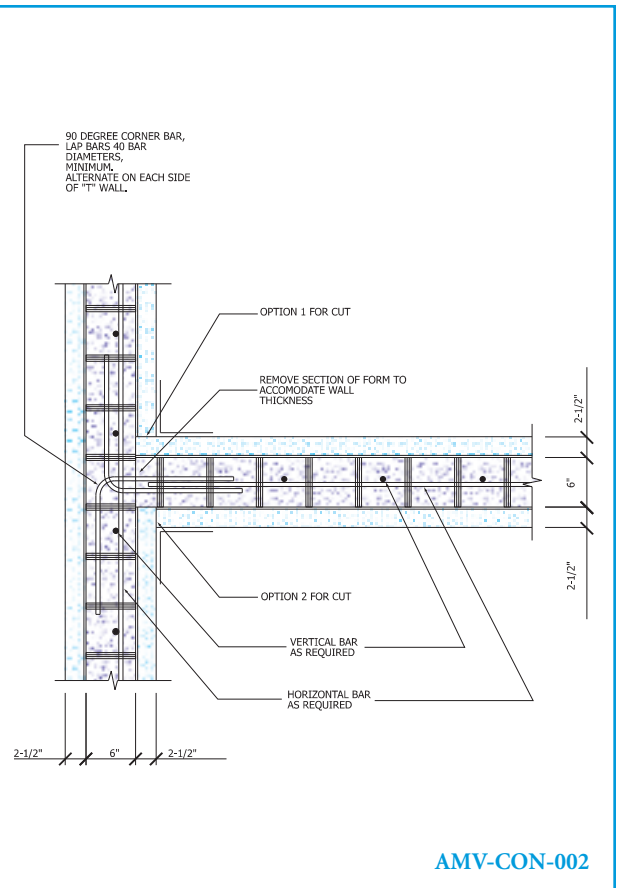 90 DEGREE CORNER BAR,
LAP BARS 40 BAR
DIAMETERS,
MINIMUM.
ALTERNATE ON EACH SIDE
OF "T" WALL.
OPTION 1 FOR CUT
REMOVE SECTION OF FORM TO
ACCOMODATE WALL
THICKNESS
2-1/2"
6"
2-1/2"
OPTION 2 FOR CUT
VERTICAL BAR
AS REQUIRED
HORIZONTAL BAR
AS REQUIRED
2-1/2"
6"
2-1/2"
AMV-CON-002